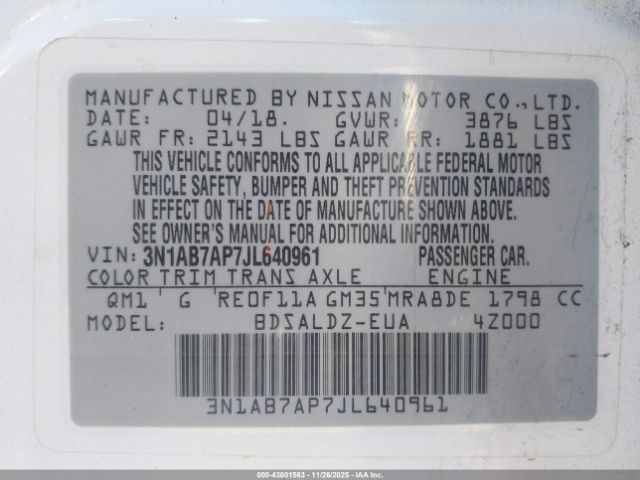 MANUFACTURED BY NISSAN MOTOR CO.,LTD.
DATE: 04/18. GVWR: 3876 LBS
GAWR FR: 2143 LBS GAWR RR: 1881 LBS
THIS VEHICLE CONFORMS TO ALL APPLICABLE FEDERAL MOTOR
VEHICLE SAFETY, BUMPER AND THEFT PREVENTION STANDARDS
IN EFFECT ON THE DATE OF MANUFACTURE SHOWN ABOVE.
SEE OWNER'S MANUAL FOR ADDITIONAL INFORMATION.
VIN: 3N1AB7AP7JL640961 PASSENGER CAR.
COLOR TRIM TRANS AXLE ENGINE
QM1 G RE0F11A GM35 MRA8DE 1798 CC
BDSALDZ-EUA 4Z000
3N1AB7AP7JL640961
000-43801563 - 11/26/2025 - IAAI.COM